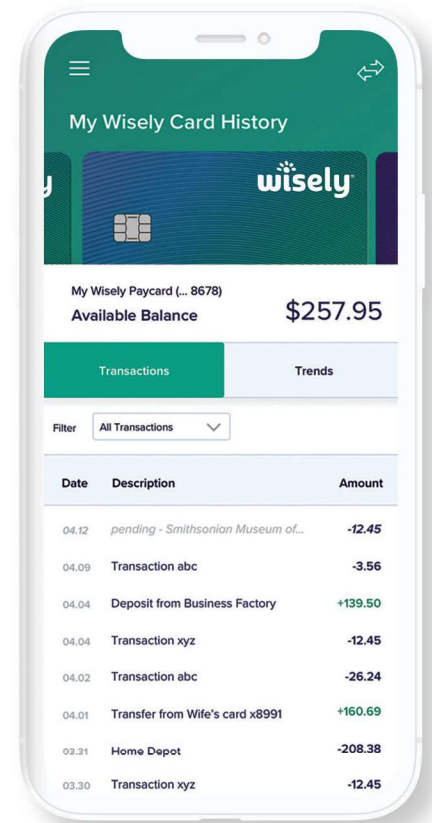 My Wisely Card History
y
wisely
My Wisely Paycard (... 8678)
Available Balance
$257.95
Transactions
Trends
Filter
All Transactions
Date Description Amount
04.12 pending - Smithsonian Museum of... -12.45
04.09 Transaction abc -3.56
04.04 Deposit from Business Factory +139.50
04.04 Transaction xyz -12.45
04.02 Transaction abc -26.24
04.01 Transfer from Wife's card x8991 +160.69
03.31 Home Depot -208.38
03.30 Transaction xyz -12.45